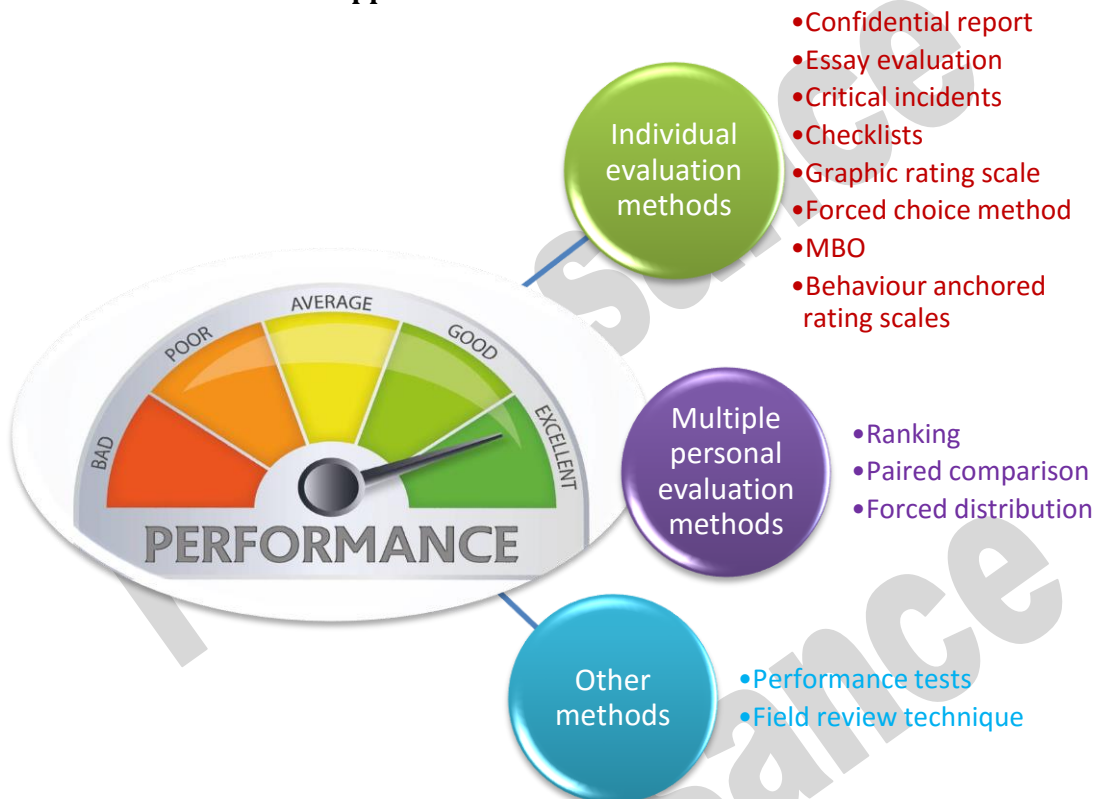 BAD
POOR
AVERAGE
GOOD
EXCELLENT
PERFORMANCE
Individual
evaluation
methods
•Confidential report
•Essay evaluation
•Critical incidents
•Checklists
•Graphic rating scale
•Forced choice method
•MBO
•Behaviour anchored
rating scales
Multiple
personal
evaluation
methods
•Ranking
•Paired comparison
•Forced distribution
Other
methods
•Performance tests
•Field review technique